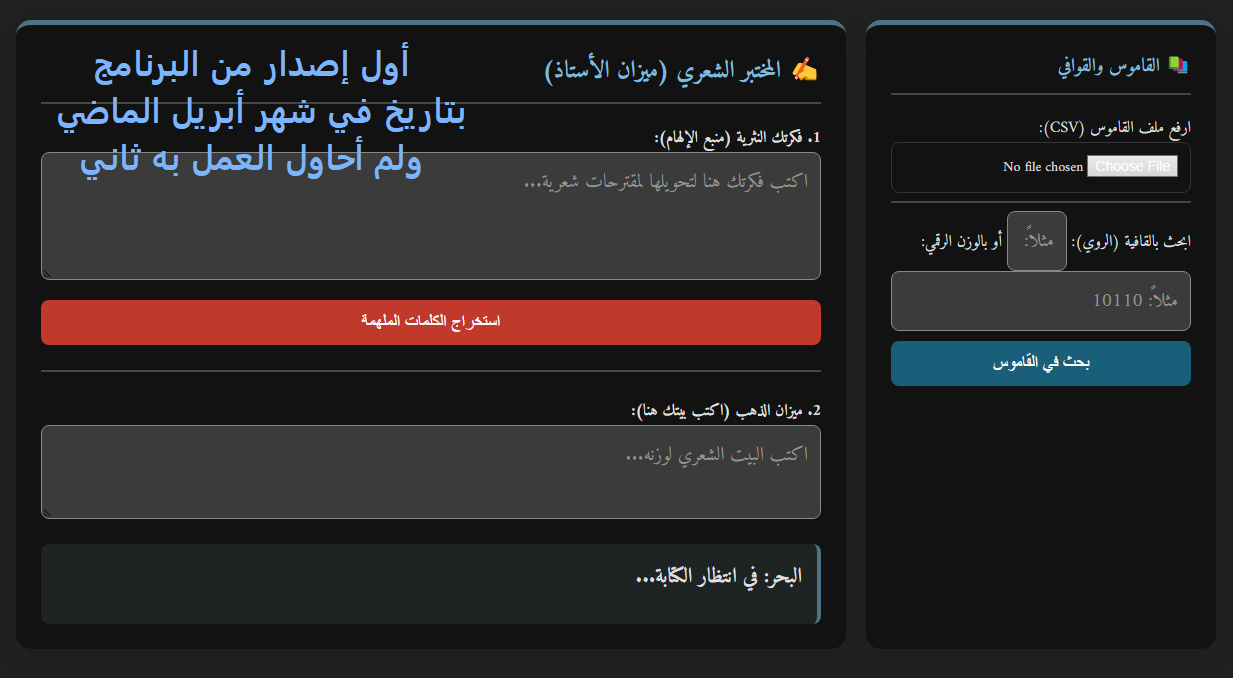 📚 القاموس والقوافي
ارفع ملف القاموس (CSV):
Choose File No file chosen
ابحث بالقافية (الروي): مثلاً: أو بالوزن الرقمي:
مثلاً: 10110
بحث في القاموس
✍️ المختبر الشعري (ميزان الأستاذ)
أول إصدار من البرنامج
بتاريخ في شهر أبريل الماضي
ولم أحاول العمل به ثاني
1. فكرتك النثرية (منبع الإلهام):
اكتب فكرتك هنا لتحويلها لمقترحات شعرية...
استخراج الكلمات الملهمة
2. ميزان الذهب (اكتب بيتك هنا):
اكتب البيت الشعري لوزنه...
البحر: في انتظار الكتابة...